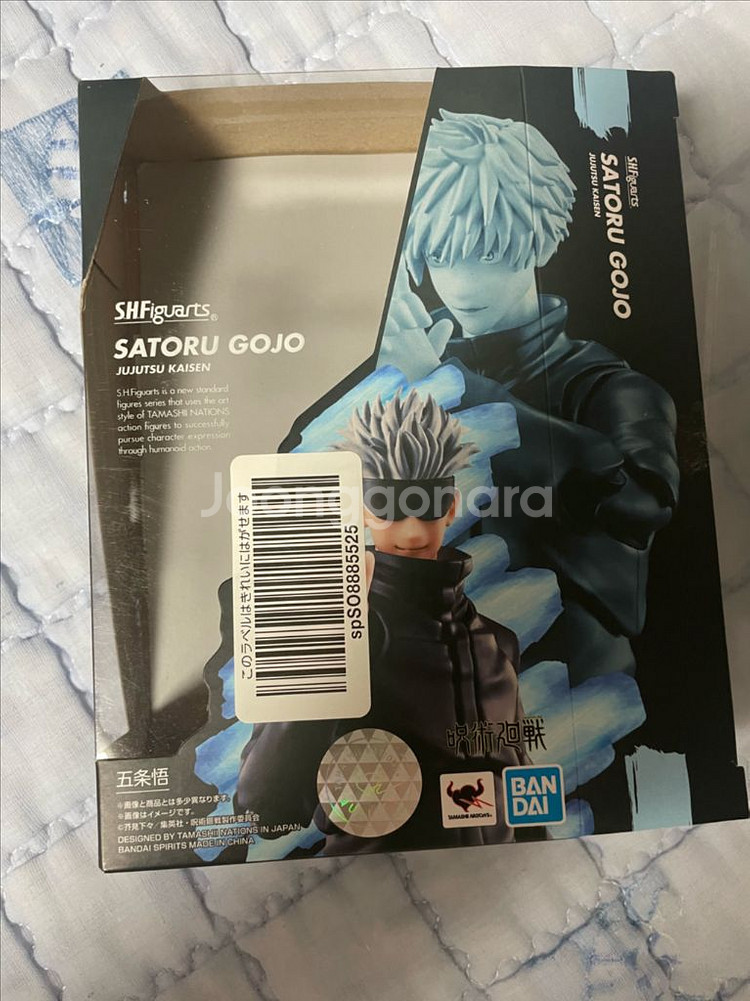 SHFiguarts
SATORU GOJO
JUJUTSU KAISEN
SHFiguarts®
SATORU GOJO
JUJUTSU KAISEN
S.H.Figuarts is a new standard
figures series that uses the art
style of TAMASHII NATIONS
action figures to successfully
pursue character expression
through humanoid action.
Joonggonara
このラベルはきれいにはがせます
spSO8885525
呪術廻戦
五条悟
※画像と商品とは多少異なります。
※画像はイメージです。
©芥見下々／集英社・呪術廻戦製作委員会
DESIGNED BY TAMASHII NATIONS IN JAPAN
BANDAI SPIRITS MADE IN CHINA
TAMASHII NATIONS
BAN
DAI